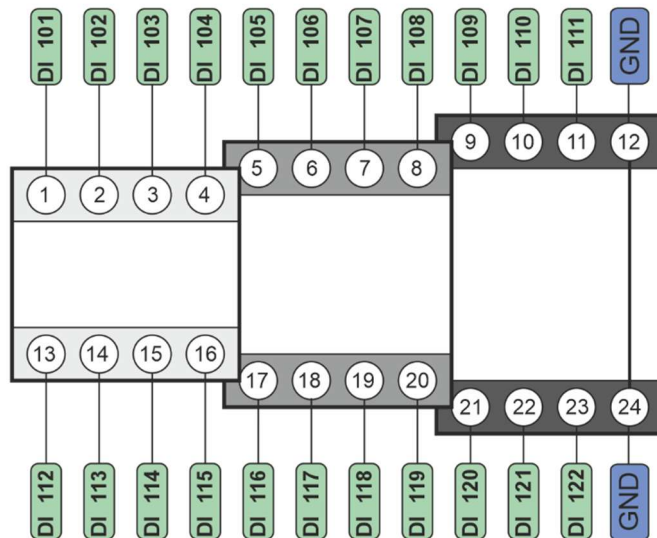 DI 101 DI 102 DI 103 DI 104 DI 105 DI 106 DI 107 DI 108 DI 109 DI 110 DI 111 GND
9 10 11 12
5 6 7 8
1 2 3 4
13 14 15 16
17 18 19 20
21 22 23 24
DI 112 DI 113 DI 114 DI 115 DI 116 DI 117 DI 118 DI 119 DI 120 DI 121 DI 122 GND